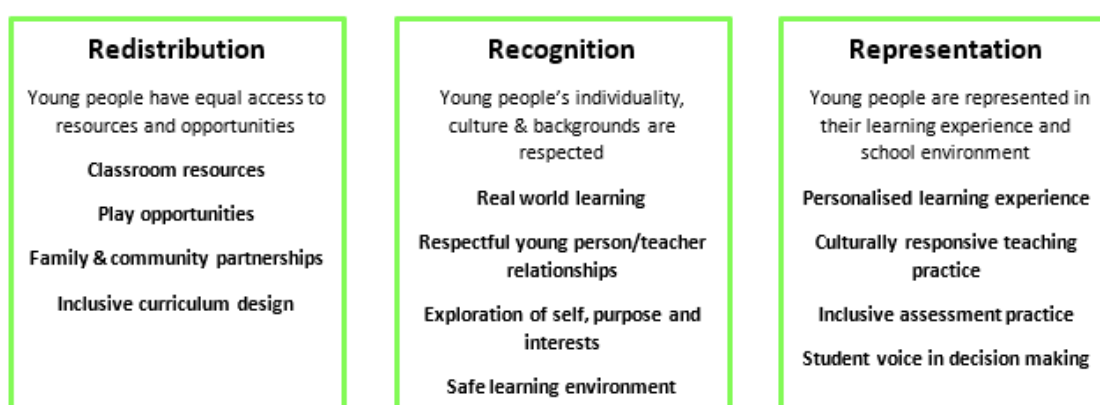 Redistribution
Young people have equal access to
resources and opportunities
Classroom resources
Play opportunities
Family & community partnerships
Inclusive curriculum design
Recognition
Young people's individuality,
culture & backgrounds are
respected
Real world learning
Respectful young person/teacher
relationships
Exploration of self, purpose and
interests
Safe learning environment
Representation
Young people are represented in
their learning experience and
school environment
Personalised learning experience
Culturally responsive teaching
practice
Inclusive assessment practice
Student voice in decision making